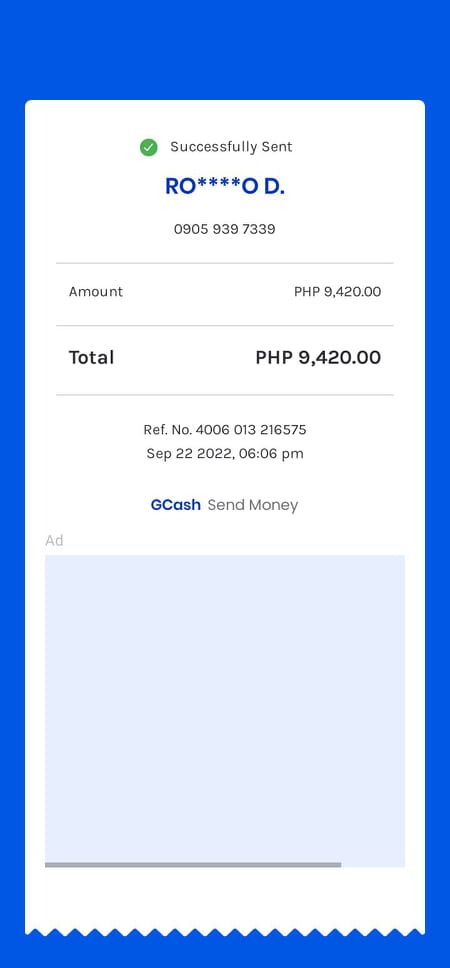 Successfully Sent
RO****O D.
0905 939 7339
Amount PHP 9,420.00
Total PHP 9,420.00
Ref. No. 4006 013 216575
Sep 22 2022, 06:06 pm
GCash Send Money
Ad